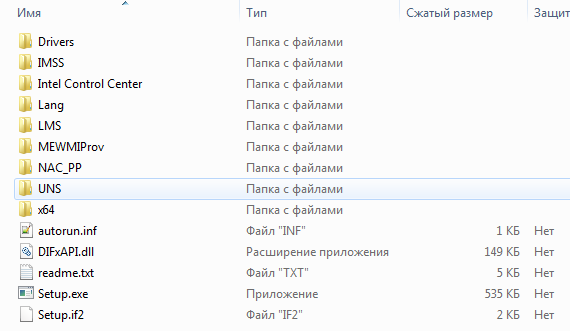 Имя Тип Сжатый размер Защит
Drivers Папка с файлами
IMSS Папка с файлами
Intel Control Center Папка с файлами
Lang Папка с файлами
LMS Папка с файлами
MEWMIProv Папка с файлами
NAC_PP Папка с файлами
UNS Папка с файлами
x64 Папка с файлами
autorun.inf Файл "INF" 1 КБ Нет
DIFxAPI.dll Расширение приложения 149 КБ Нет
readme.txt Файл "TXT" 5 КБ Нет
Setup.exe Приложение 535 КБ Нет
Setup.if2 Файл "IF2" 2 КБ Нет